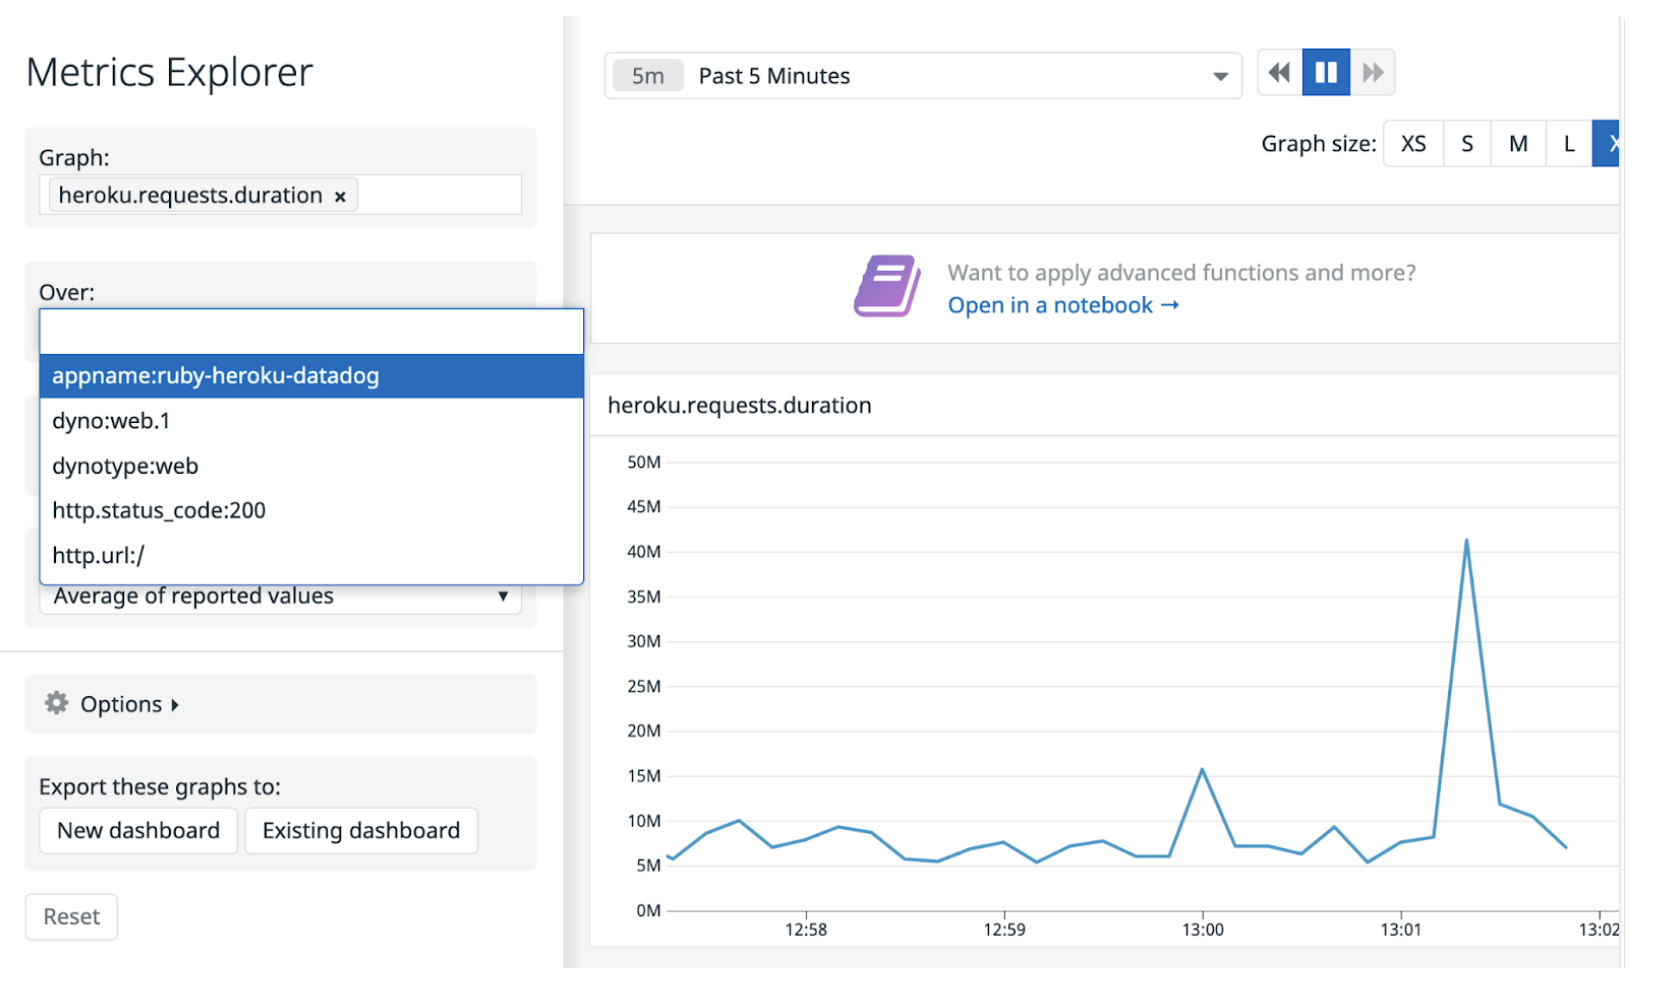 Metrics Explorer
Graph:
heroku.requests.duration ×
Over:
appname:ruby-heroku-datadog
dyno:web.1
dynotype:web
http.status_code:200
http.url:/
Average of reported values
Options
Export these graphs to:
New dashboard Existing dashboard
Reset
5m Past 5 Minutes
Graph size: XS S M L X
Want to apply advanced functions and more?
Open in a notebook →
heroku.requests.duration
50M
45M
40M
35M
30M
25M
20M
15M
10M
5M
0M
12:58 12:59 13:00 13:01 13:02